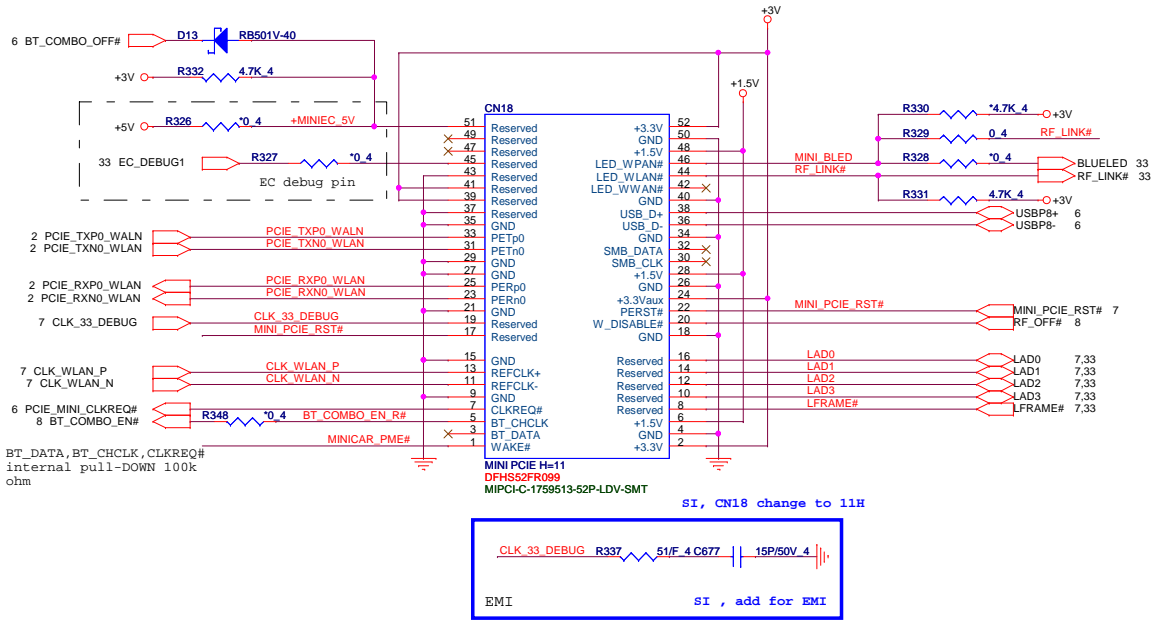 +3V
6 BT_COMBO_OFF# D13 RB501V-40
+3V R332 4.7K_4
+1.5V
+5V R326 *0_4 +MINIEC_5V
33 EC_DEBUG1 R327 *0_4
EC debug pin
CN18
51 Reserved +3.3V 52
49 Reserved GND 50
47 Reserved +1.5V 48
45 Reserved LED_WPAN# 46 MINI_BLED
43 Reserved LED_WLAN# 44 RF_LINK#
41 Reserved LED_WWAN# 42
39 Reserved GND 40
37 Reserved USB_D+ 38 USBP8+ 6
35 GND USB_D- 36 USBP8- 6
2 PCIE_TXP0_WALN PCIE_TXP0_WALN 33 PETp0 GND 34
2 PCIE_TXN0_WLAN PCIE_TXN0_WLAN 31 PETn0 SMB_DATA 32
29 GND SMB_CLK 30
27 GND +1.5V 28
2 PCIE_RXP0_WLAN PCIE_RXP0_WLAN 25 PERp0 GND 26
2 PCIE_RXN0_WLAN PCIE_RXN0_WLAN 23 PERn0 +3.3Vaux 24
21 GND PERST# 22 MINI_PCIE_RST# MINI_PCIE_RST# 7
7 CLK_33_DEBUG CLK_33_DEBUG 19 Reserved W_DISABLE# 20 RF_OFF# 8
MINI_PCIE_RST# 17 Reserved GND 18
15 GND Reserved 16 LAD0 LAD0 7,33
7 CLK_WLAN_P CLK_WLAN_P 13 REFCLK+ Reserved 14 LAD1 LAD1 7,33
7 CLK_WLAN_N CLK_WLAN_N 11 REFCLK- Reserved 12 LAD2 LAD2 7,33
9 GND Reserved 10 LAD3 LAD3 7,33
6 PCIE_MINI_CLKREQ# 7 CLKREQ# Reserved 8 LFRAME# LFRAME# 7,33
8 BT_COMBO_EN# R348 *0_4 BT_COMBO_EN_R# 5 BT_CHCLK +1.5V 6
3 BT_DATA GND 4
MINICAR_PME# 1 WAKE# +3.3V 2
R330 *4.7K_4 +3V
R329 0_4 RF_LINK#
R328 *0_4 BLUELED 33
RF_LINK# 33
R331 4.7K_4 +3V
BT_DATA,BT_CHCLK,CLKREQ#
internal pull-DOWN 100k
ohm
MINI PCIE H=11
DFHS52FR099
MIPCI-C-1759513-52P-LDV-SMT
SI, CN18 change to 11H
CLK_33_DEBUG R337 51/F_4 C677 15P/50V_4
EMI SI , add for EMI